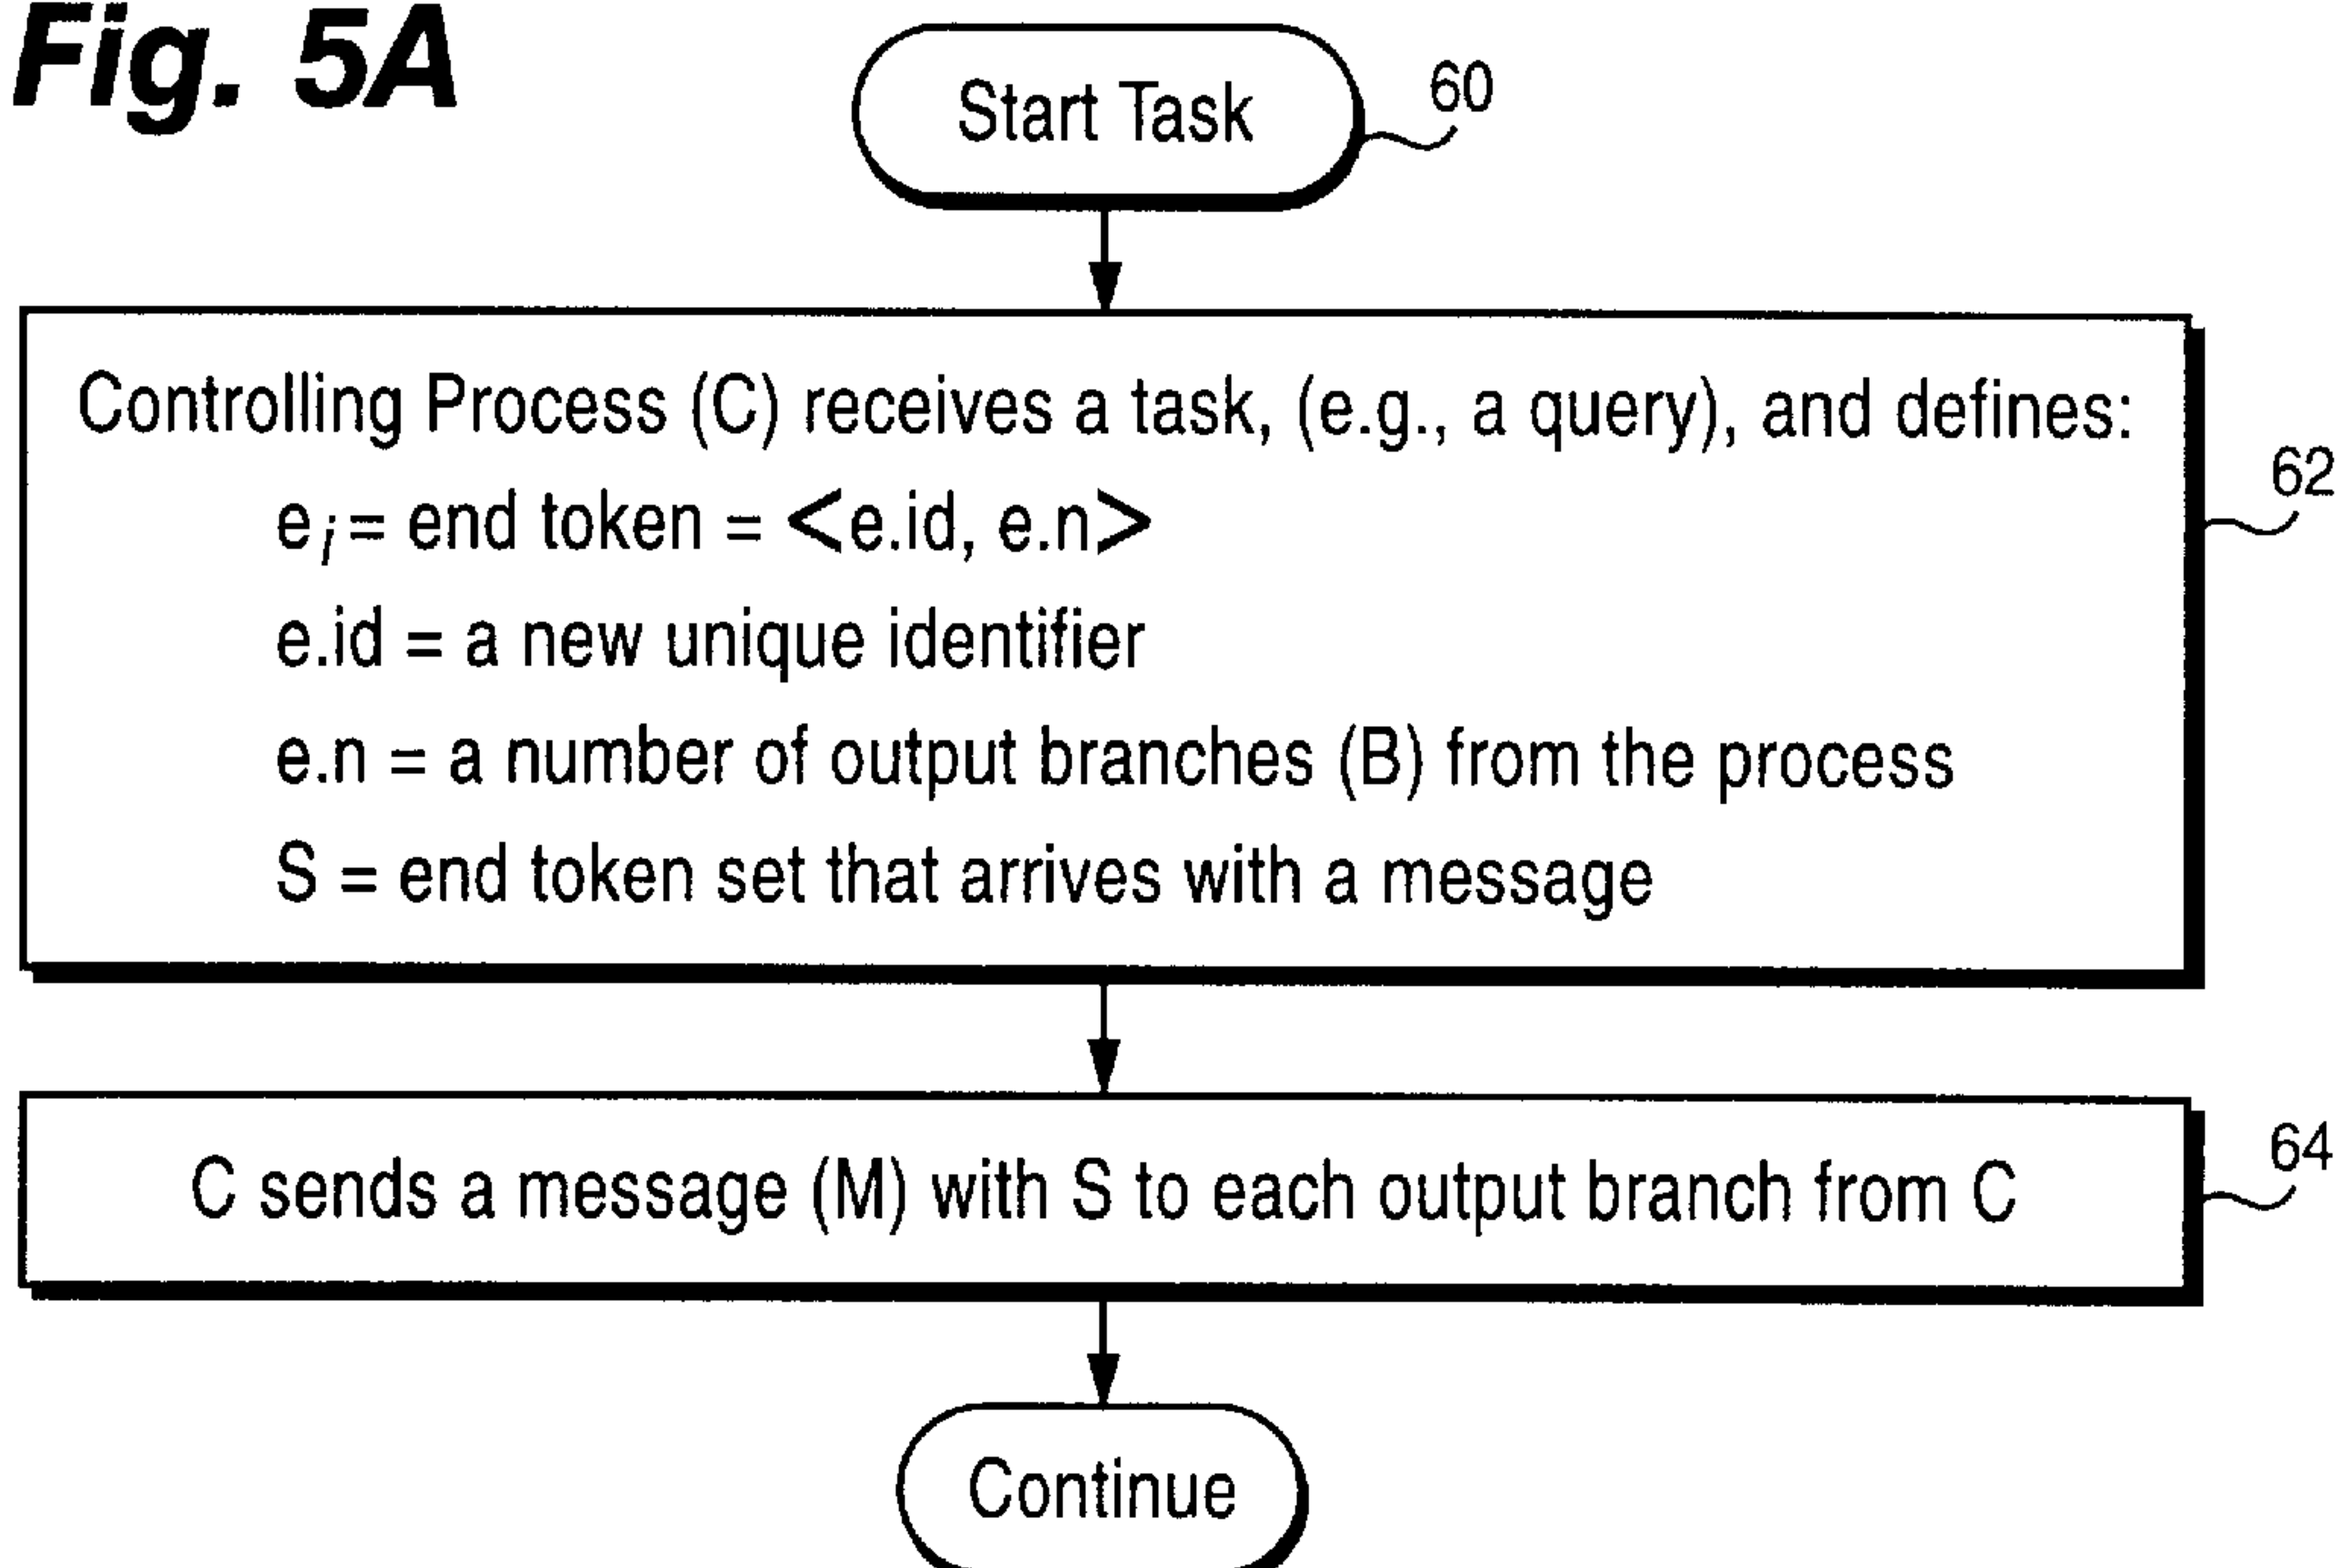 Fig. 5A
Start Task
60
Controlling Process (C) receives a task, (e.g., a query), and defines:
e i = end token = <e.id, e.n>
62
e.id = a new unique identifier
e.n = a number of output branches (B) from the process
S = end token set that arrives with a message
C sends a message (M) with S to each output branch from C
64
Continue